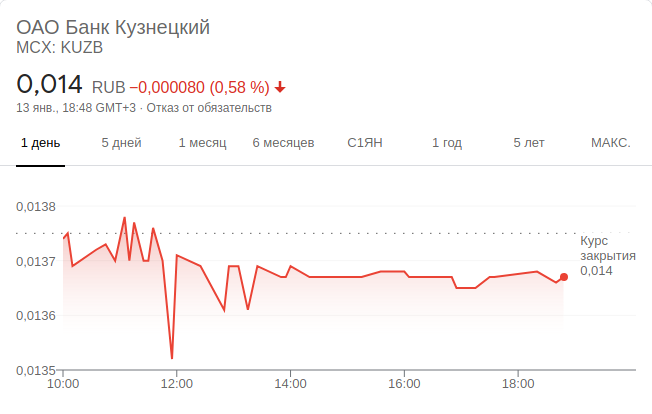 ОАО Банк Кузнецкий
MCX: KUZB
0,014 RUB −0,000080 (0,58 %)
13 янв., 18:48 GMT+3 · Отказ от обязательств
1 день 5 дней 1 месяц 6 месяцев С1ЯН 1 год 5 лет МАКС.
0,0138
Курс
закрытия
0,014
0,0137
0,0136
0,0135
10:00 12:00 14:00 16:00 18:00